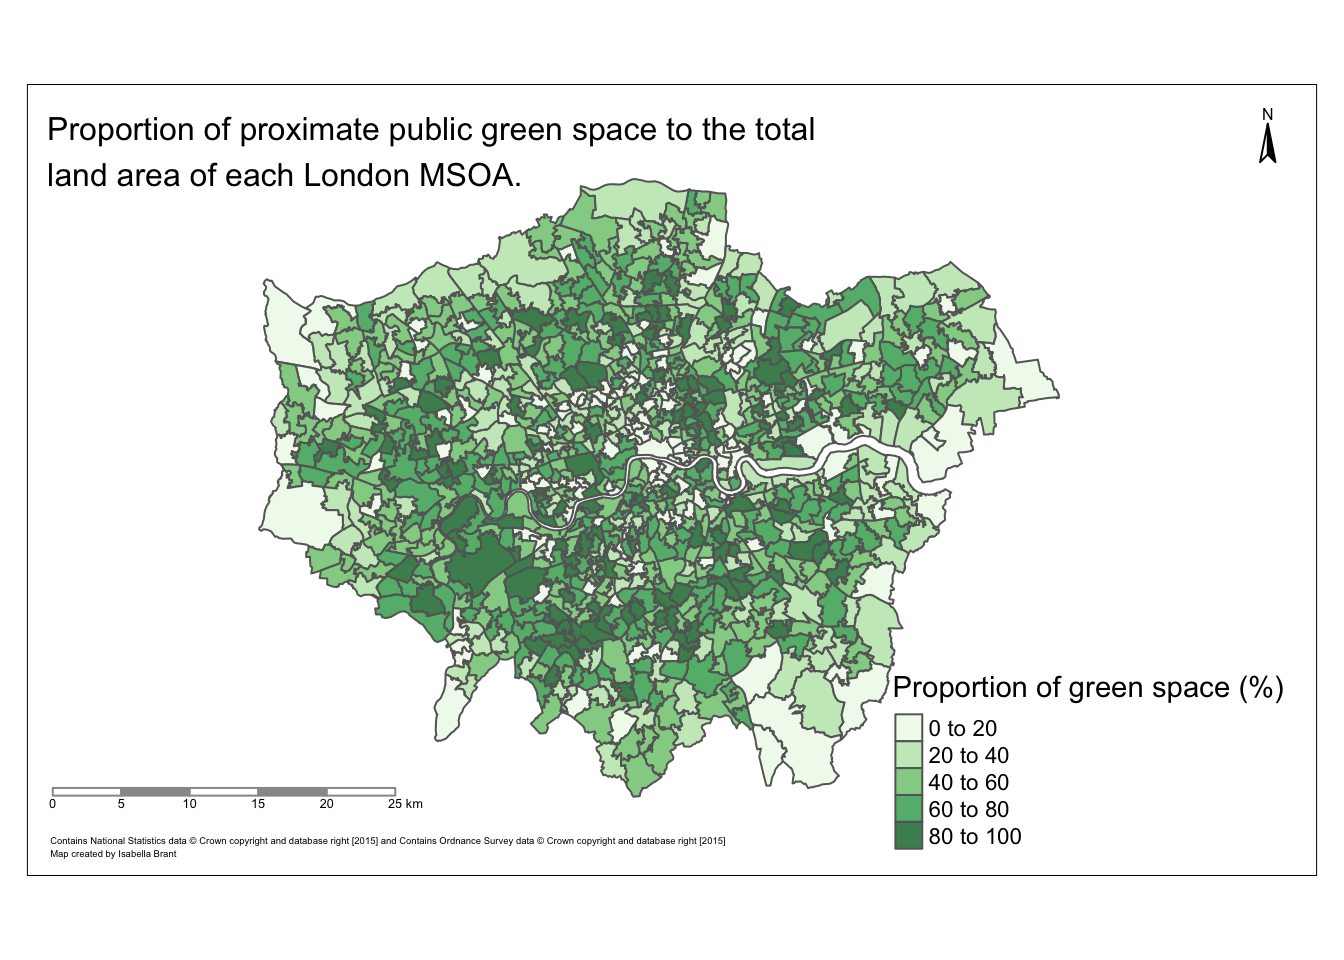 Proportion of proximate public green space to the total
land area of each London MSOA.
N
Proportion of green space (%)
0 to 20
20 to 40
40 to 60
60 to 80
80 to 100
0 5 10 15 20 25 km
Contains National Statistics data © Crown copyright and database right [2015] and Contains Ordnance Survey data © Crown copyright and database right [2015]
Map created by Isabella Brant